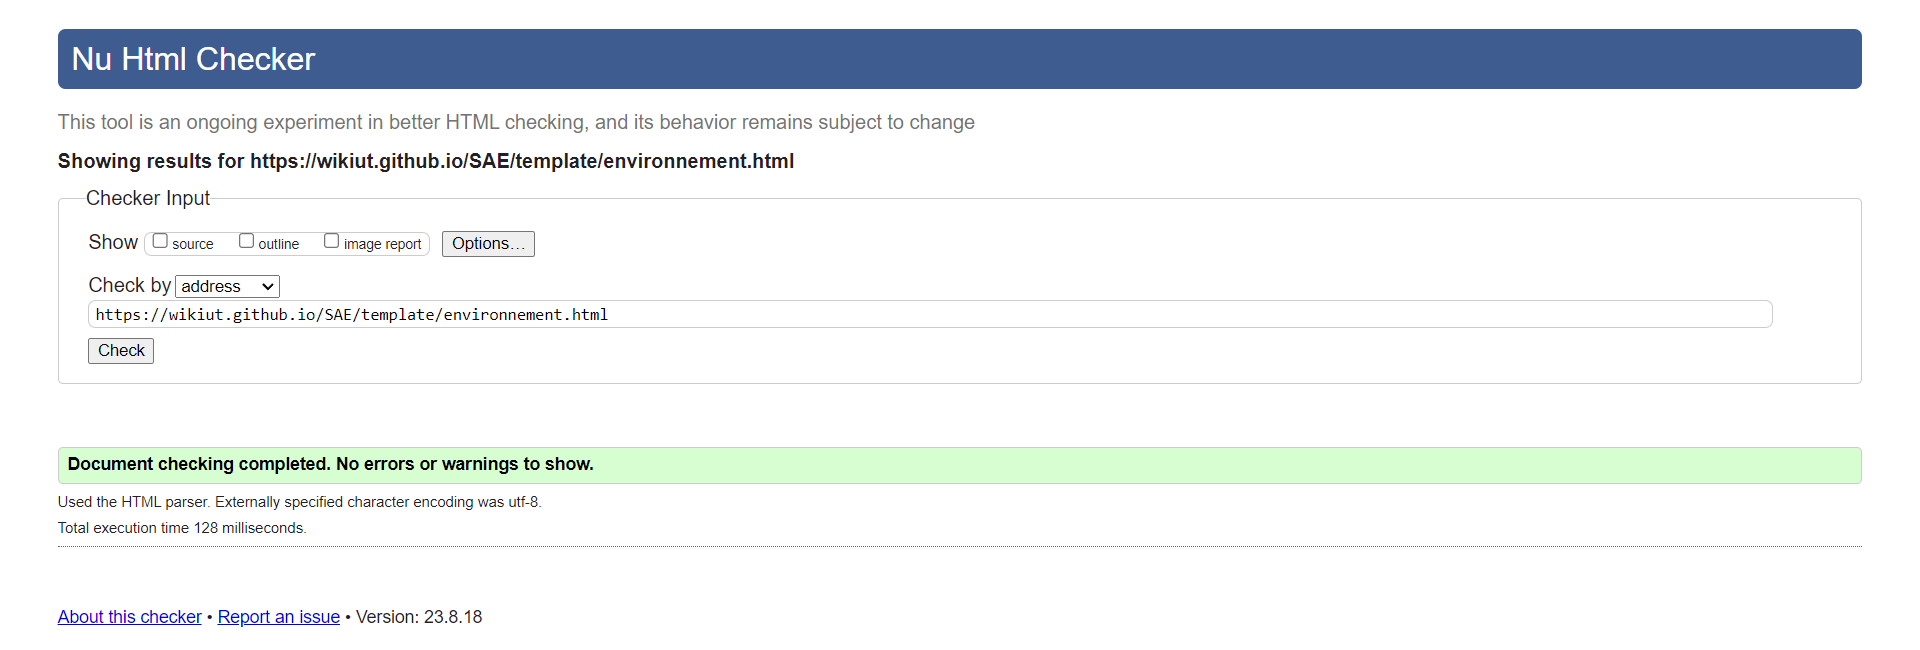 Nu Html Checker
This tool is an ongoing experiment in better HTML checking, and its behavior remains subject to change
Showing results for https://wikiut.github.io/SAE/template/environnement.html
Checker Input
Show source outline image report Options...
Check by address
https://wikiut.github.io/SAE/template/environnement.html
Check
Document checking completed. No errors or warnings to show.
Used the HTML parser. Externally specified character encoding was utf-8.
Total execution time 128 milliseconds.
About this checker • Report an issue • Version: 23.8.18